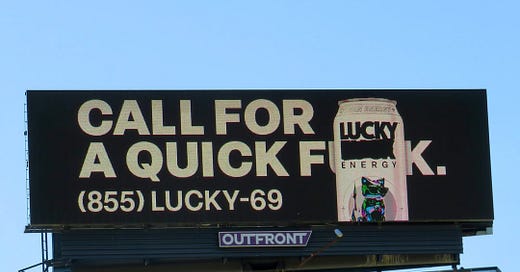 CALL FOR
A QUICK F K.
(855) LUCKY-69
LUCKY
ENERGY
OUTFRONT